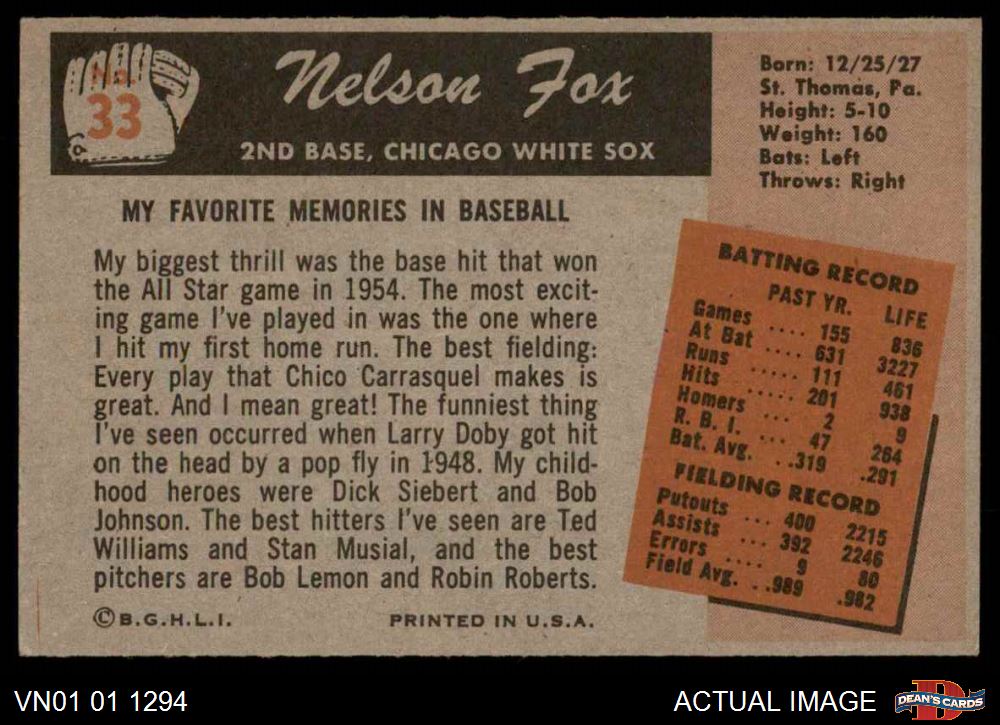 No.
33
Nelson Fox
2ND BASE, CHICAGO WHITE SOX
Born: 12/25/27
St. Thomas, Pa.
Height: 5-10
Weight: 160
Bats: Left
Throws: Right
MY FAVORITE MEMORIES IN BASEBALL
My biggest thrill was the base hit that won
the All Star game in 1954. The most excit-
ing game I've played in was the one where
I hit my first home run. The best fielding:
Every play that Chico Carrasquel makes is
great. And I mean great! The funniest thing
I've seen occurred when Larry Doby got hit
on the head by a pop fly in 1948. My child-
hood heroes were Dick Siebert and Bob
Johnson. The best hitters I've seen are Ted
Williams and Stan Musial, and the best
pitchers are Bob Lemon and Robin Roberts.
BATTING RECORD
PAST YR. LIFE
Games .... 155 836
At Bat .... 631 3227
Runs ..... 111 461
Hits ..... 201 938
Homers ... 2 9
R. B. I. ... 47 264
Bat. Avg. . .319 .291
FIELDING RECORD
Putouts ... 400 2215
Assists ... 392 2246
Errors .... 9 80
Field Avg. . .989 .982
©B.G.H.L.I. PRINTED IN U.S.A.
VN01 01 1294
ACTUAL IMAGE
D
DEAN'S CARDS